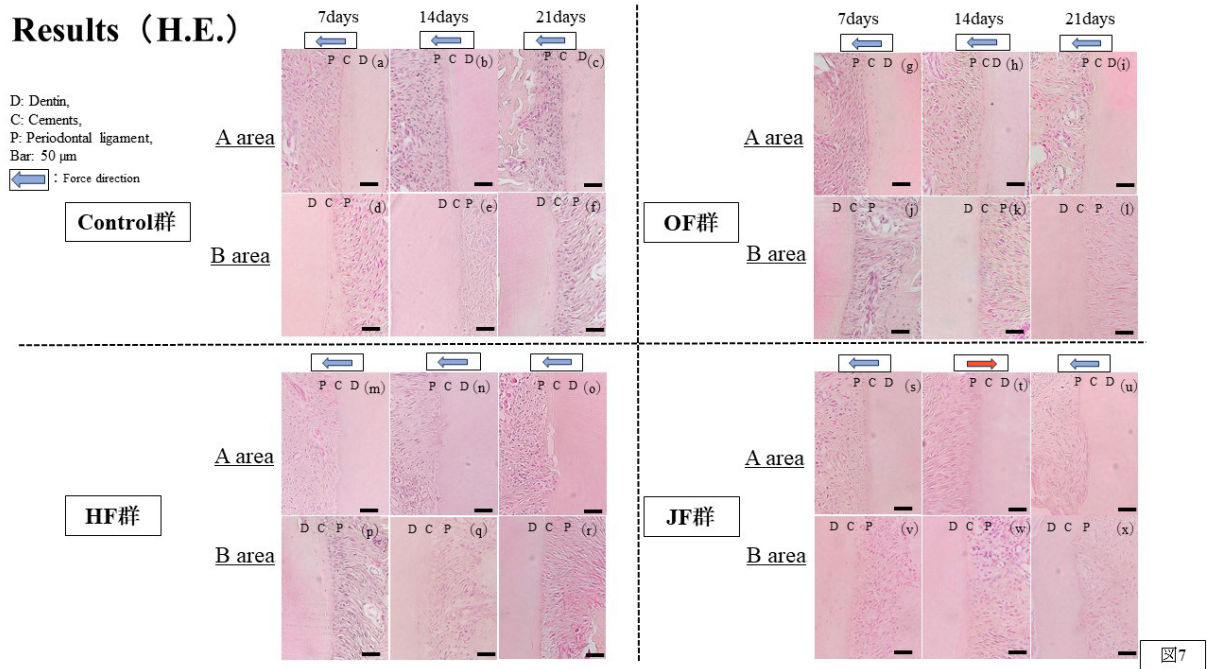 Results（H.E.）
D: Dentin,
C: Cements,
P: Periodontal ligament,
Bar: 50 μm
：Force direction
7days 14days 21days
P C D (a) P C D (b) P C D (c)
A area
D C P (d) D C P (e) D C P (f)
Control群
B area
7days 14days 21days
P C D (g) P C D (h) P C D (i)
A area
D C P (j) D C P (k) D C P (l)
OF群
B area
P C D (m) P C D (n) P C D (o)
A area
HF群
D C P (p) D C P (q) D C P (r)
B area
P C D (s) P C D (t) P C D (u)
A area
JF群
D C P (v) D C P (w) D C P (x)
B area
図7